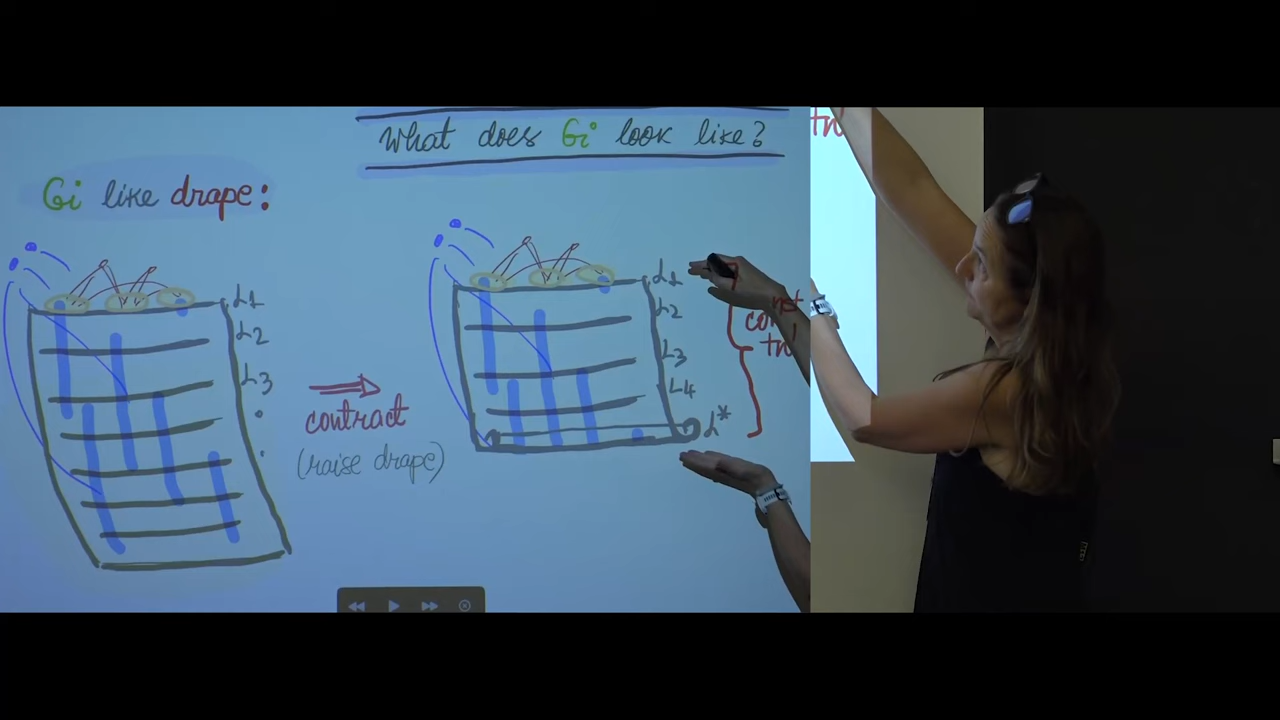 What does Gi look like?
Gi like drape:
L1
L2
L3
contract
(raise drape)
L1
L2
L3
L4
L*